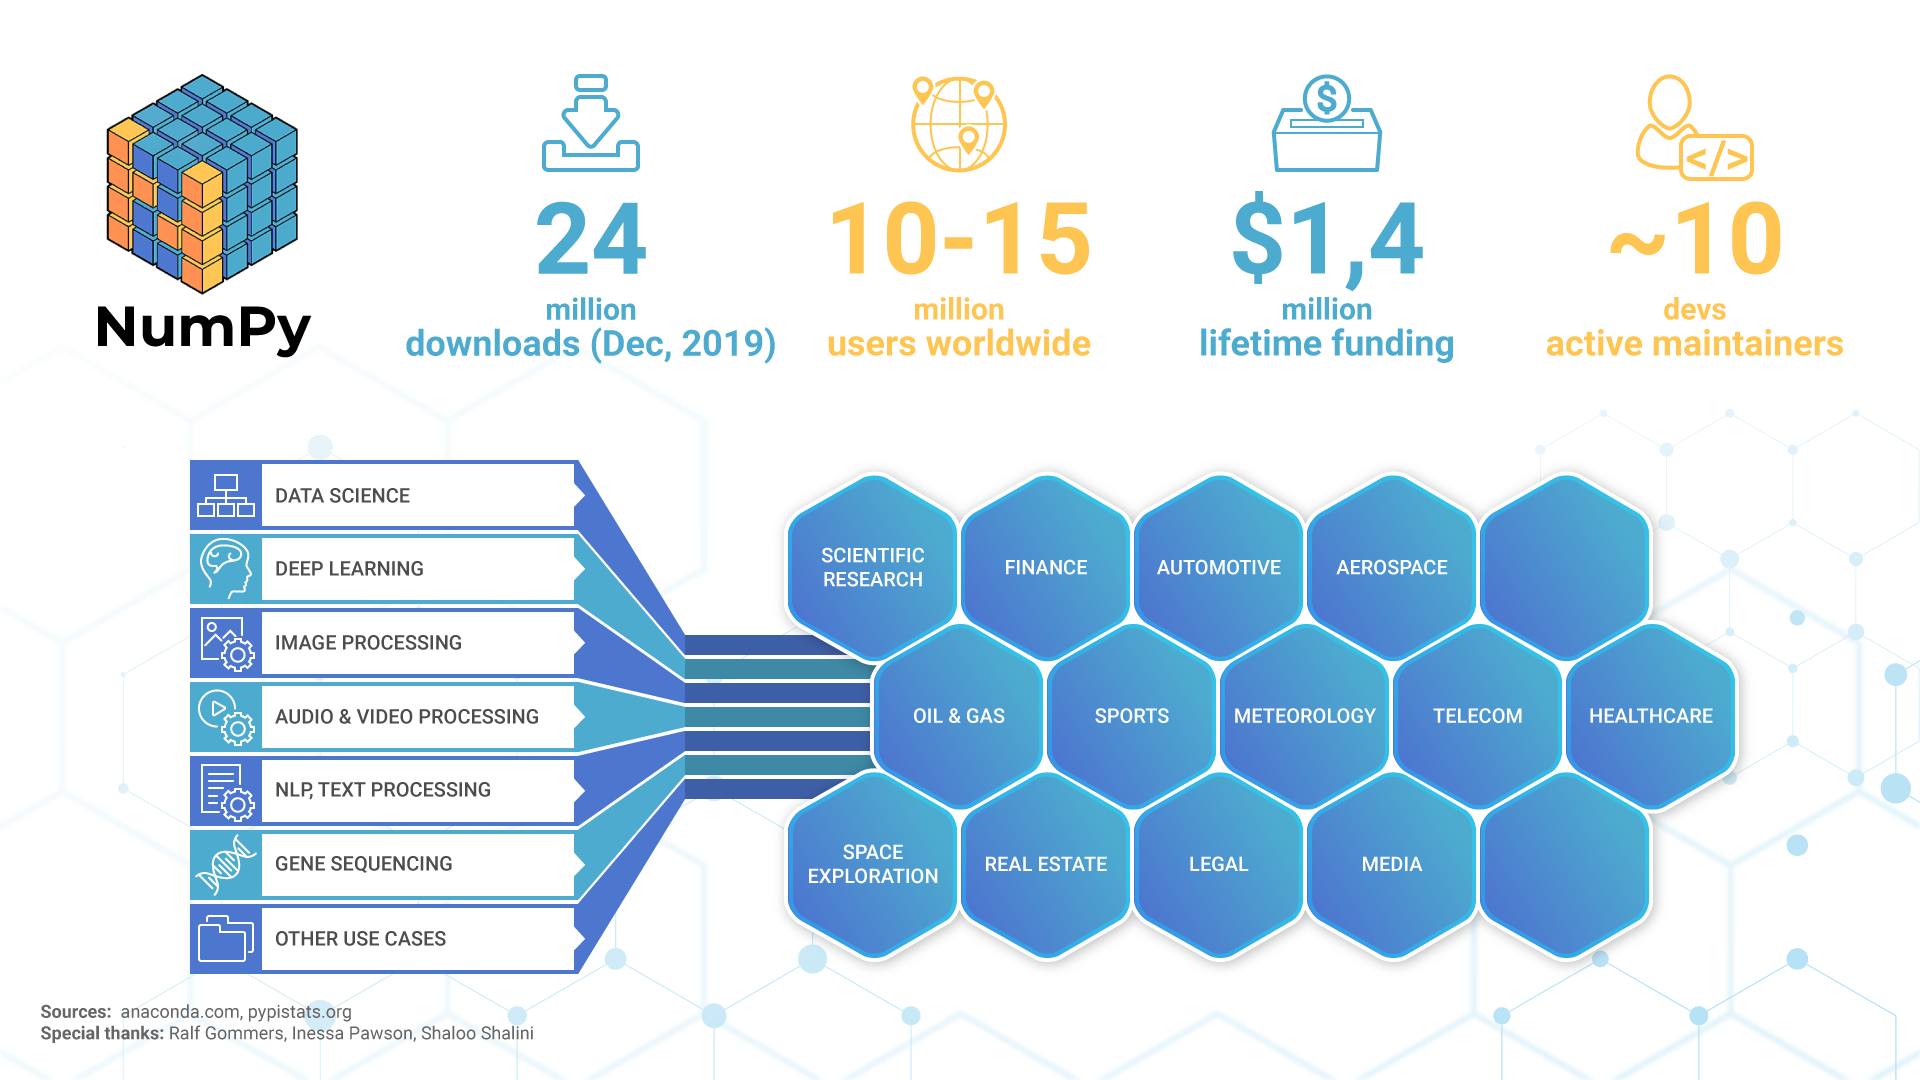 NumPy
24
million
downloads (Dec, 2019)
10-15
million
users worldwide
$
$1,4
million
lifetime funding
</>
~10
devs
active maintainers
DATA SCIENCE
DEEP LEARNING
IMAGE PROCESSING
AUDIO & VIDEO PROCESSING
NLP, TEXT PROCESSING
GENE SEQUENCING
OTHER USE CASES
SCIENTIFIC
RESEARCH
FINANCE
AUTOMOTIVE
AEROSPACE
OIL & GAS
SPORTS
METEOROLOGY
TELECOM
HEALTHCARE
SPACE
EXPLORATION
REAL ESTATE
LEGAL
MEDIA
Sources: anaconda.com, pypistats.org
Special thanks: Ralf Gommers, Inessa Pawson, Shaloo Shalini